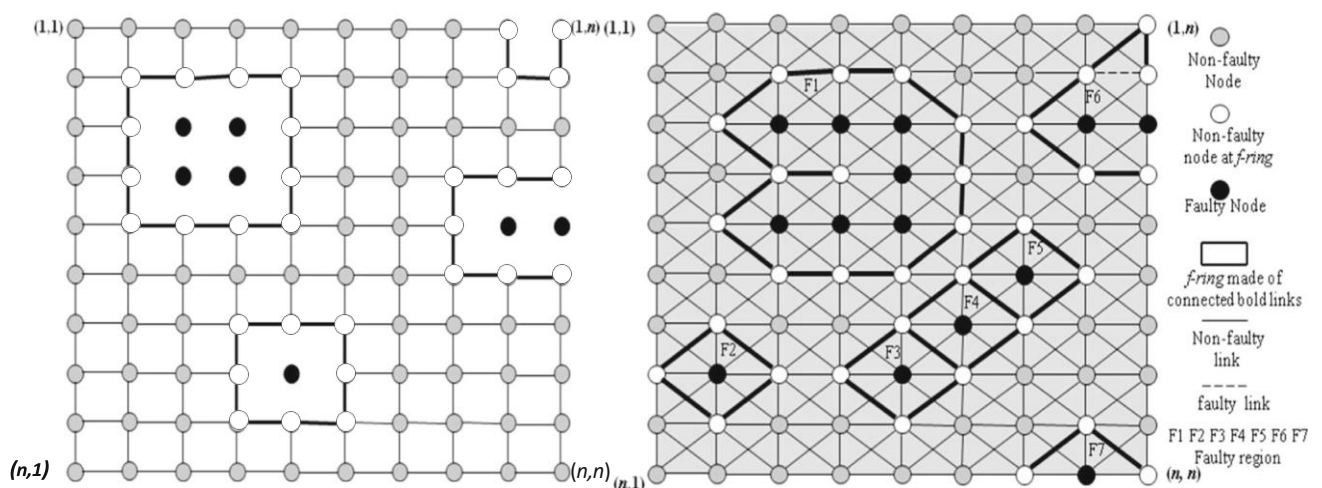 (1,1)
(1,n)
(1,1)
(1,n)
Non-faulty
Node
F1
F6
Non-faulty
node at f-ring
Faulty Node
F5
f-ring made of
connected bold links
F4
Non-faulty
link
F2
F3
faulty link
F1 F2 F3 F4 F5 F6 F7
Faulty region
F7
(n,1)
(n,n)
(n,1)
(n, n)